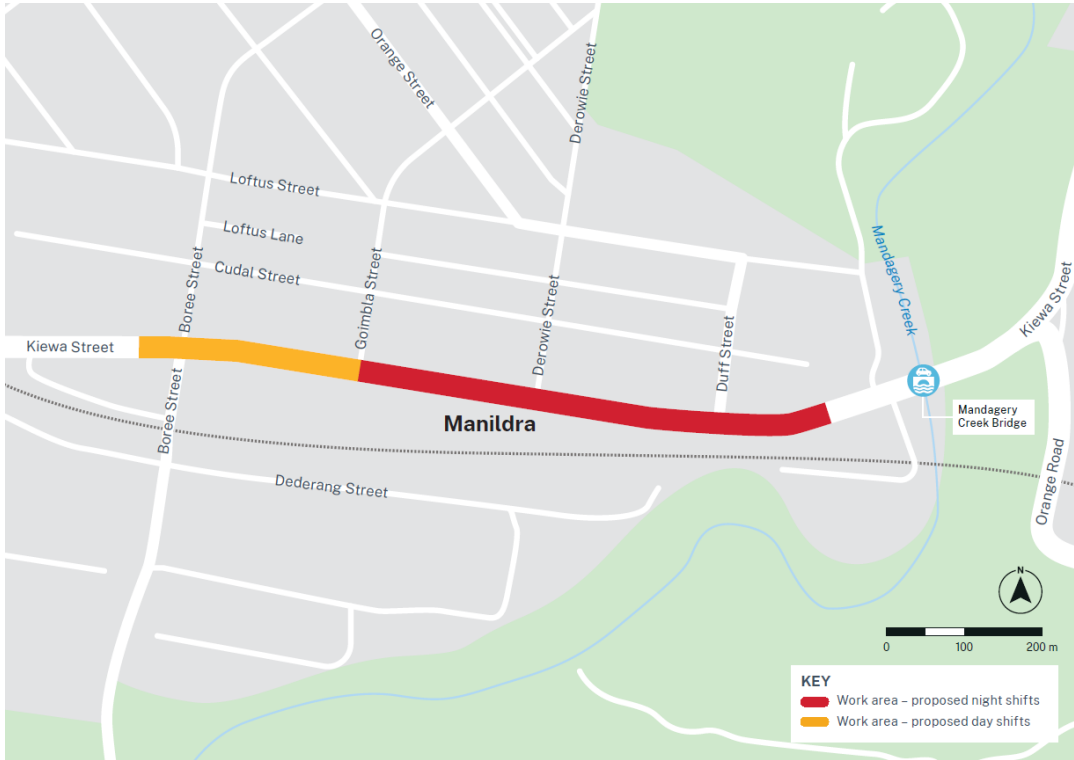 Orange Street
Derowie Street
Loftus Street
Loftus Lane
Cudal Street
Boree Street
Goimbla Street
Derowie Street
Duff Street
Mandagery Creek
Kiewa Street
Kiewa Street
Boree Street
Manildra
Mandagery
Creek Bridge
Dederang Street
Orange Road
N
0 100 200 m
KEY
Work area – proposed night shifts
Work area – proposed day shifts